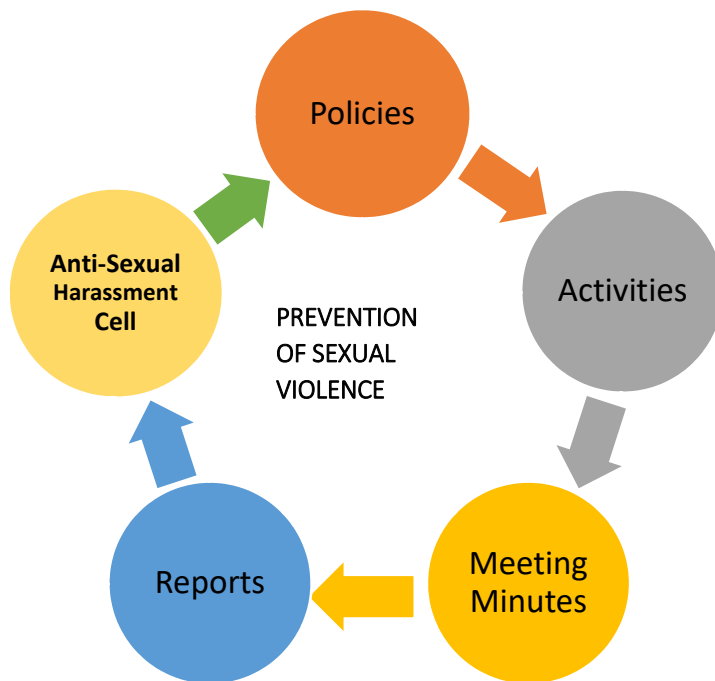 Policies
Activities
Meeting
Minutes
Reports
Anti-Sexual
Harassment
Cell
PREVENTION
OF SEXUAL
VIOLENCE